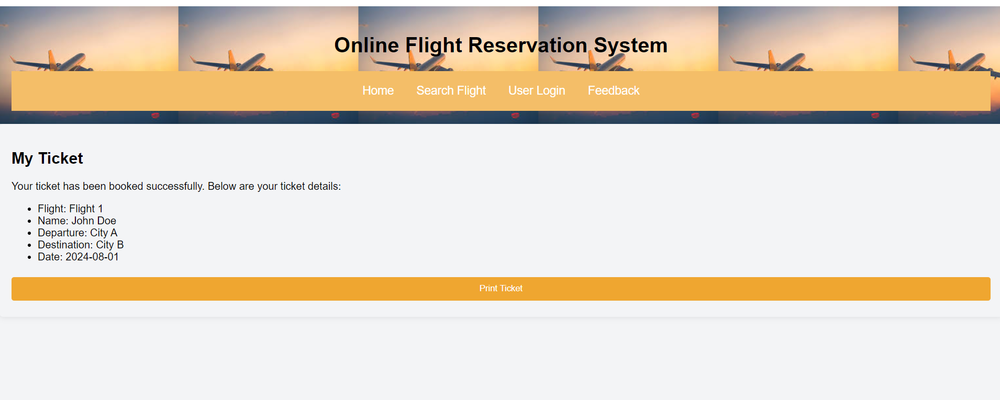 Online Flight Reservation System
Home Search Flight User Login Feedback
My Ticket
Your ticket has been booked successfully. Below are your ticket details:
• Flight: Flight 1
• Name: John Doe
• Departure: City A
• Destination: City B
• Date: 2024-08-01
Print Ticket